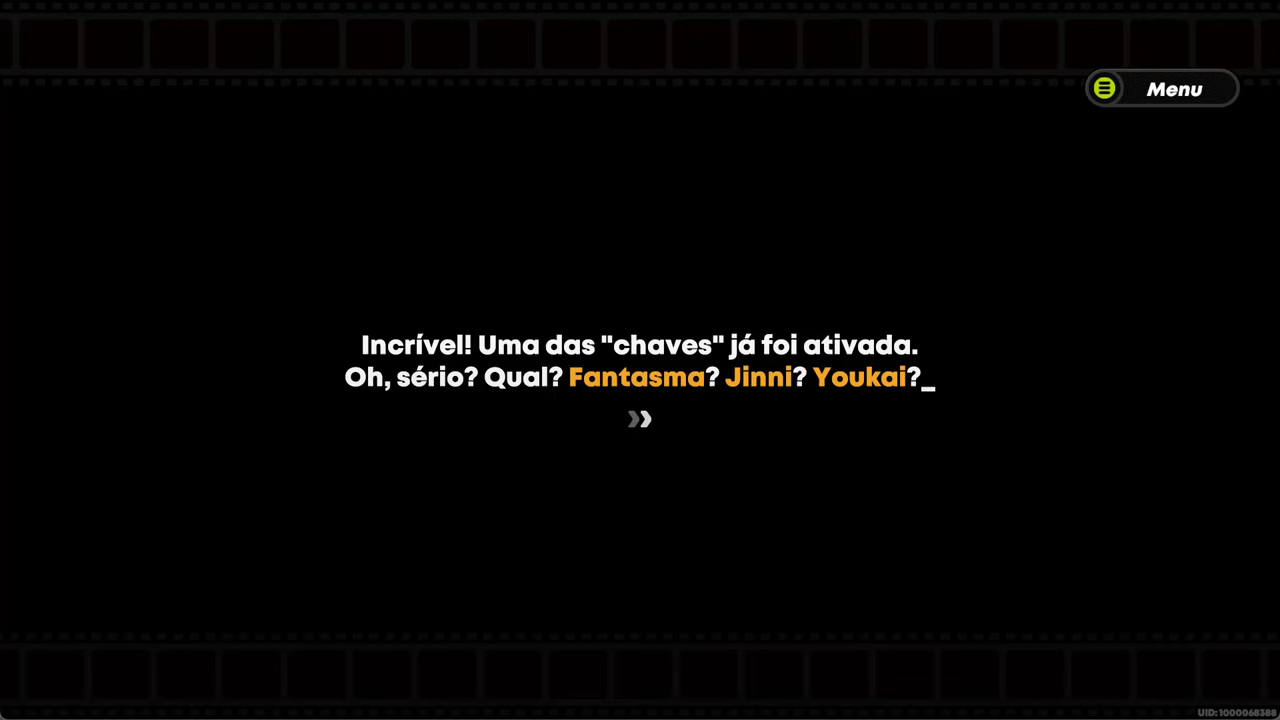 Menu
Incrível! Uma das "chaves" já foi ativada.
Oh, sério? Qual? Fantasma? Jinni? Youkai?_
UID: 1000068388